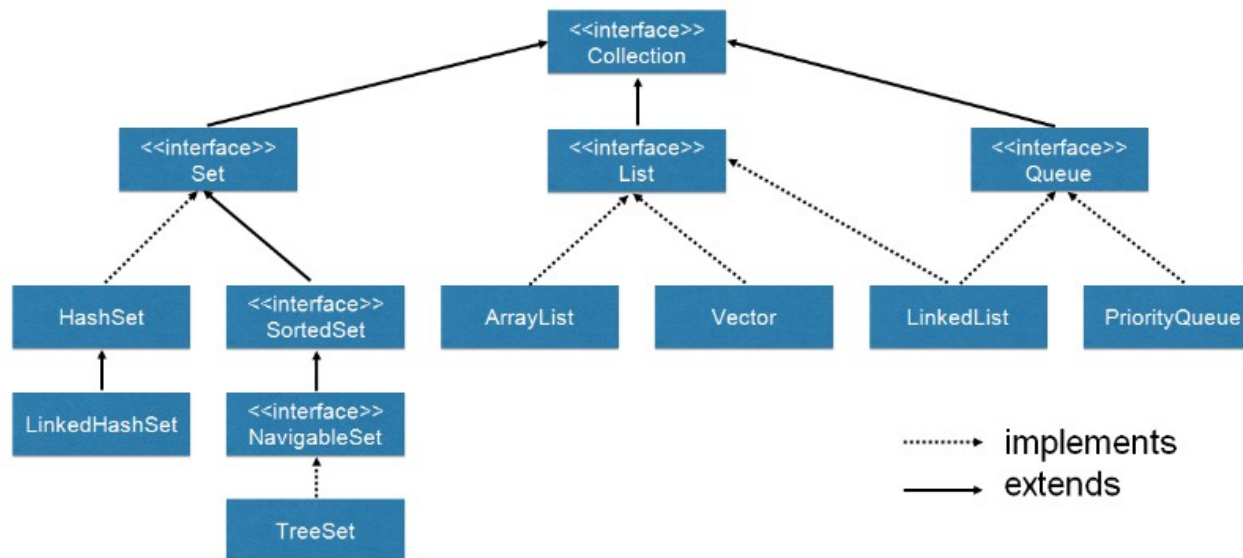 <<interface>>
Collection
<<interface>>
Set
<<interface>>
List
<<interface>>
Queue
HashSet
<<interface>>
SortedSet
ArrayList
Vector
LinkedList
PriorityQueue
LinkedHashSet
<<interface>>
NavigableSet
TreeSet
implements
extends